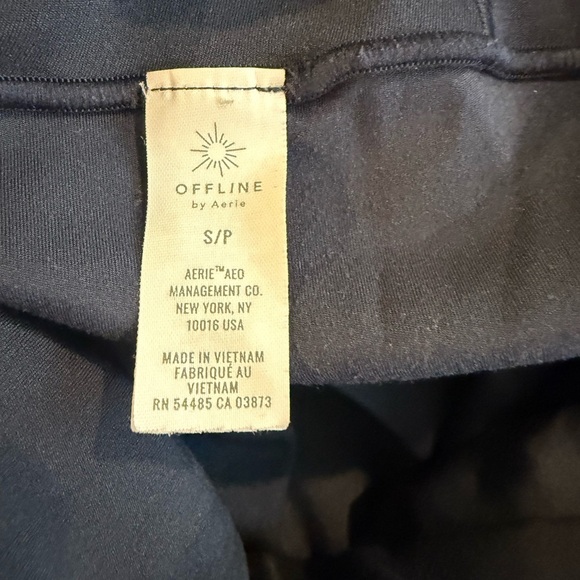 OFFLINE
by Aerie
S/P
AERIE™AEO
MANAGEMENT CO.
NEW YORK, NY
10016 USA
MADE IN VIETNAM
FABRIQUÉ AU
VIETNAM
RN 54485 CA 03873